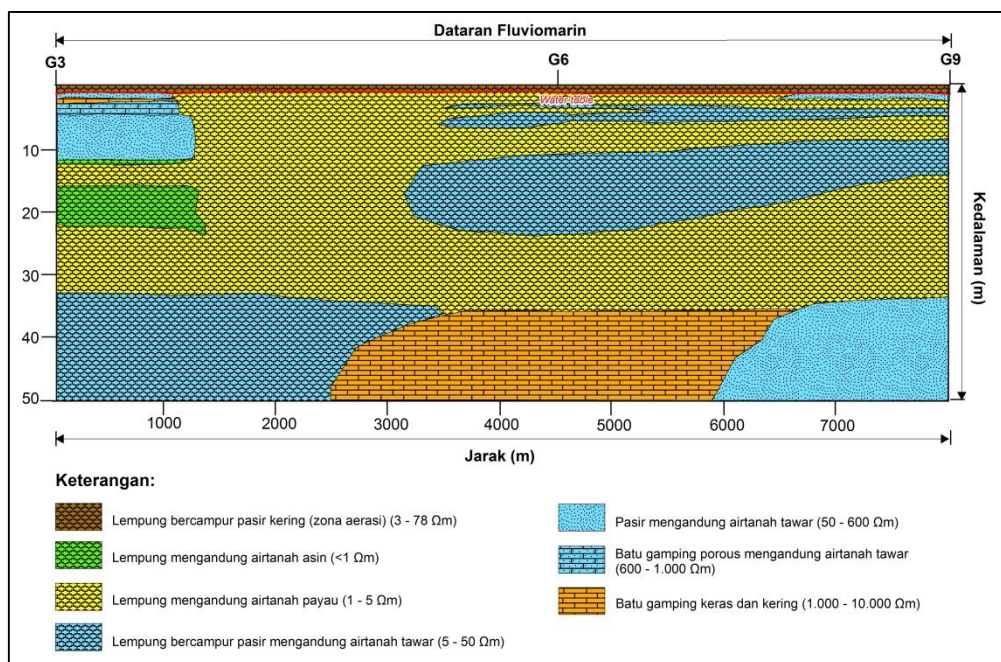 Dataran Fluviomarin
G3
G6
G9
Water table
10
20
30
40
50
Kedalaman (m)
1000
2000
3000
4000
5000
6000
7000
Jarak (m)
Keterangan:
Lempung bercampur pasir kering (zona aerasi) (3 - 78 Ωm)
Lempung mengandung airtanah asin (<1 Ωm)
Lempung mengandung airtanah payau (1 - 5 Ωm)
Lempung bercampur pasir mengandung airtanah tawar (5 - 50 Ωm)
Pasir mengandung airtanah tawar (50 - 600 Ωm)
Batu gamping porous mengandung airtanah tawar
(600 - 1.000 Ωm)
Batu gamping keras dan kering (1.000 - 10.000 Ωm)